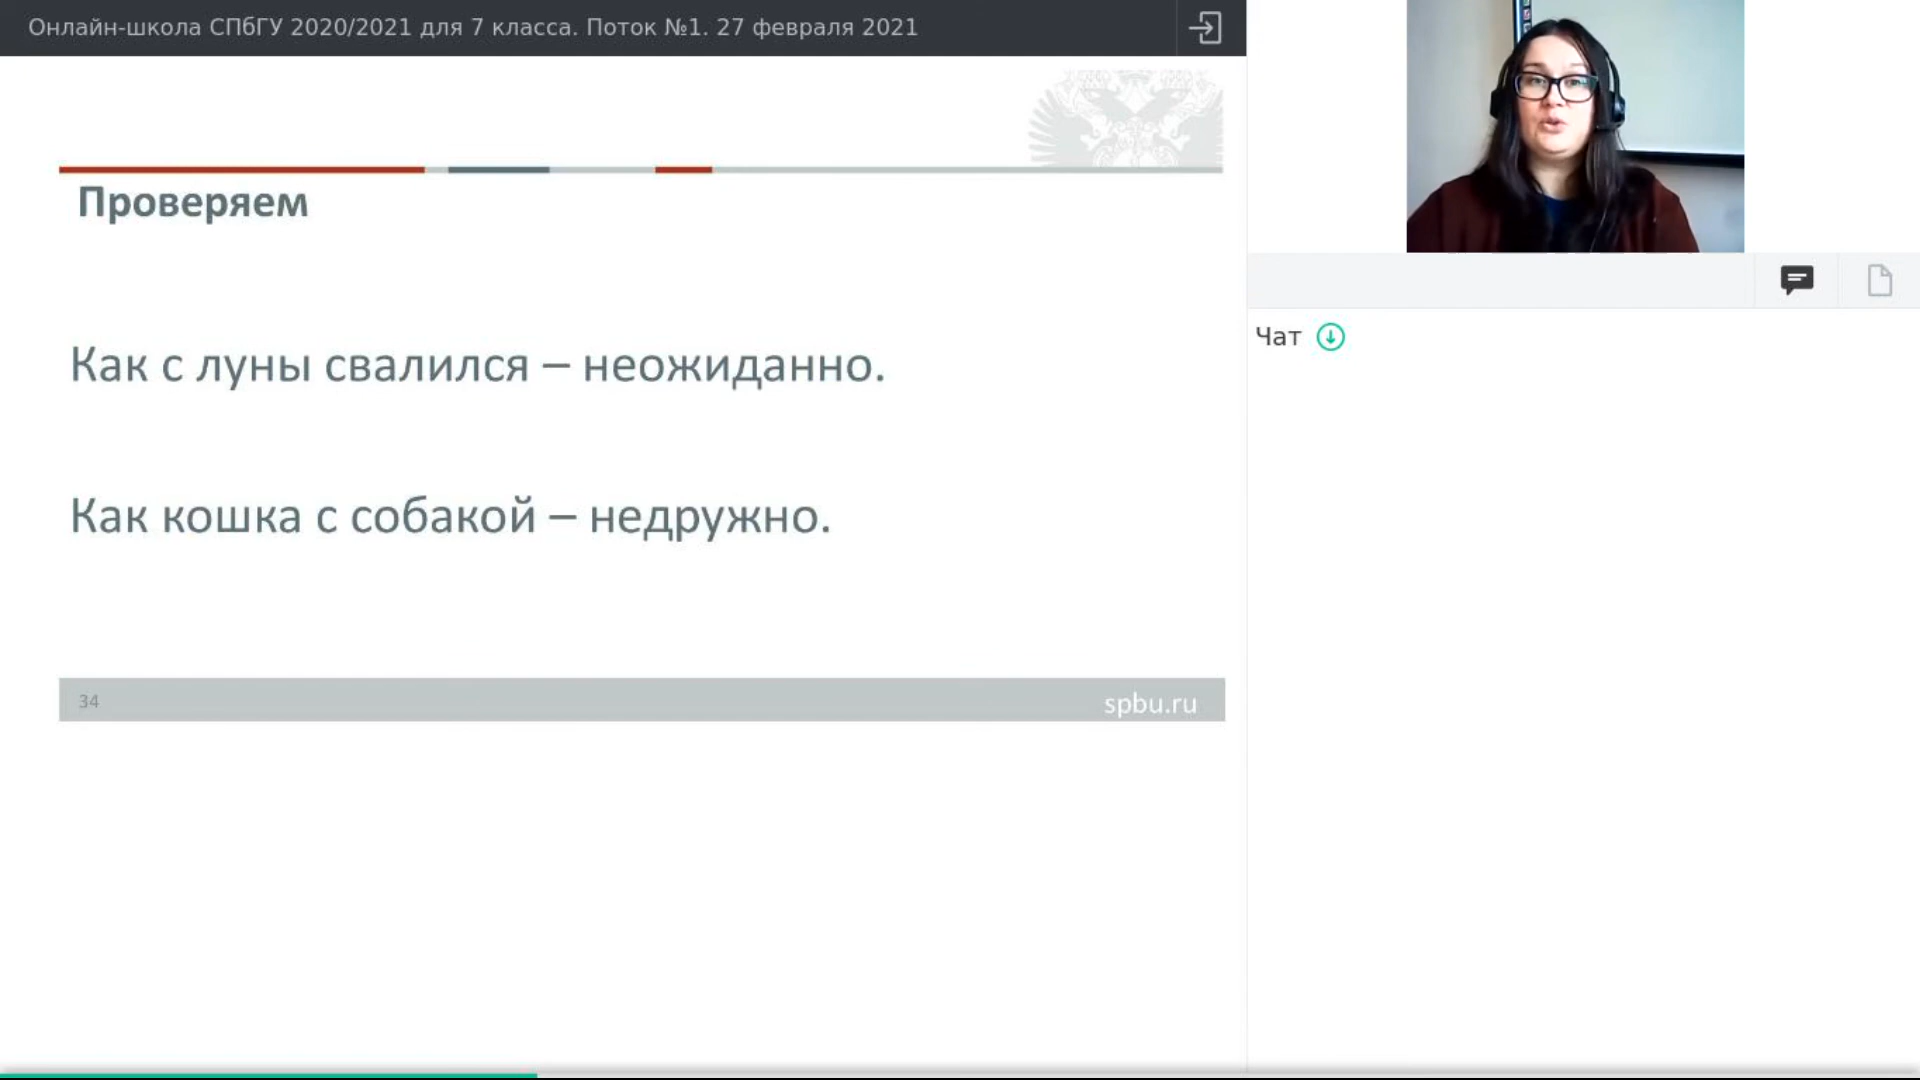 Онлайн-школа СПбГУ 2020/2021 для 7 класса. Поток №1. 27 февраля 2021
Проверяем
Как с луны свалился – неожиданно.
Как кошка с собакой – недружно.
34
spbu.ru
Чат